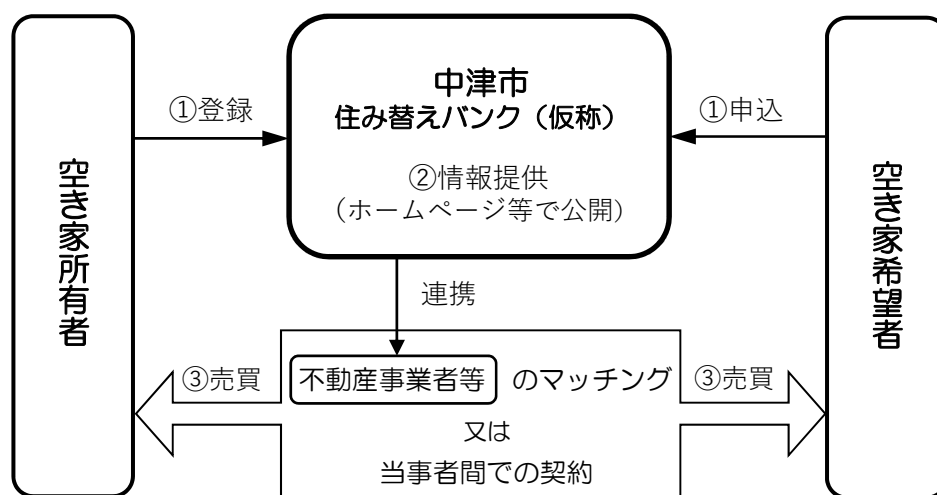 中津市
住み替えバンク（仮称）
①登録
①申込
②情報提供
（ホームページ等で公開）
空き家所有者
空き家希望者
連携
③売買
不動産事業者等 のマッチング
③売買
又は
当事者間での契約